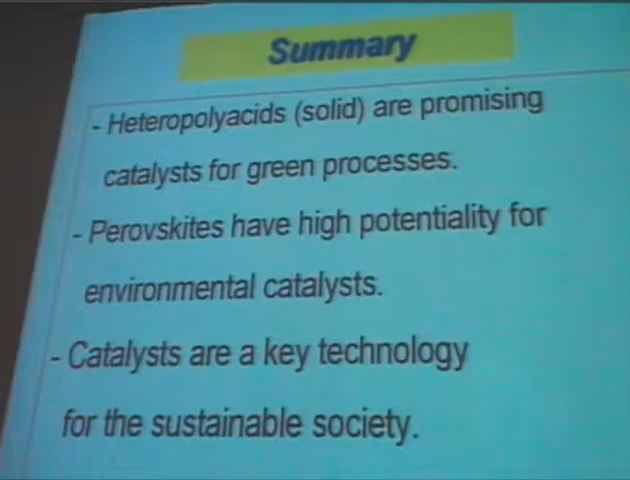 Summary
- Heteropolyacids (solid) are promising
catalysts for green processes.
- Perovskites have high potentiality for
environmental catalysts.
- Catalysts are a key technology
for the sustainable society.